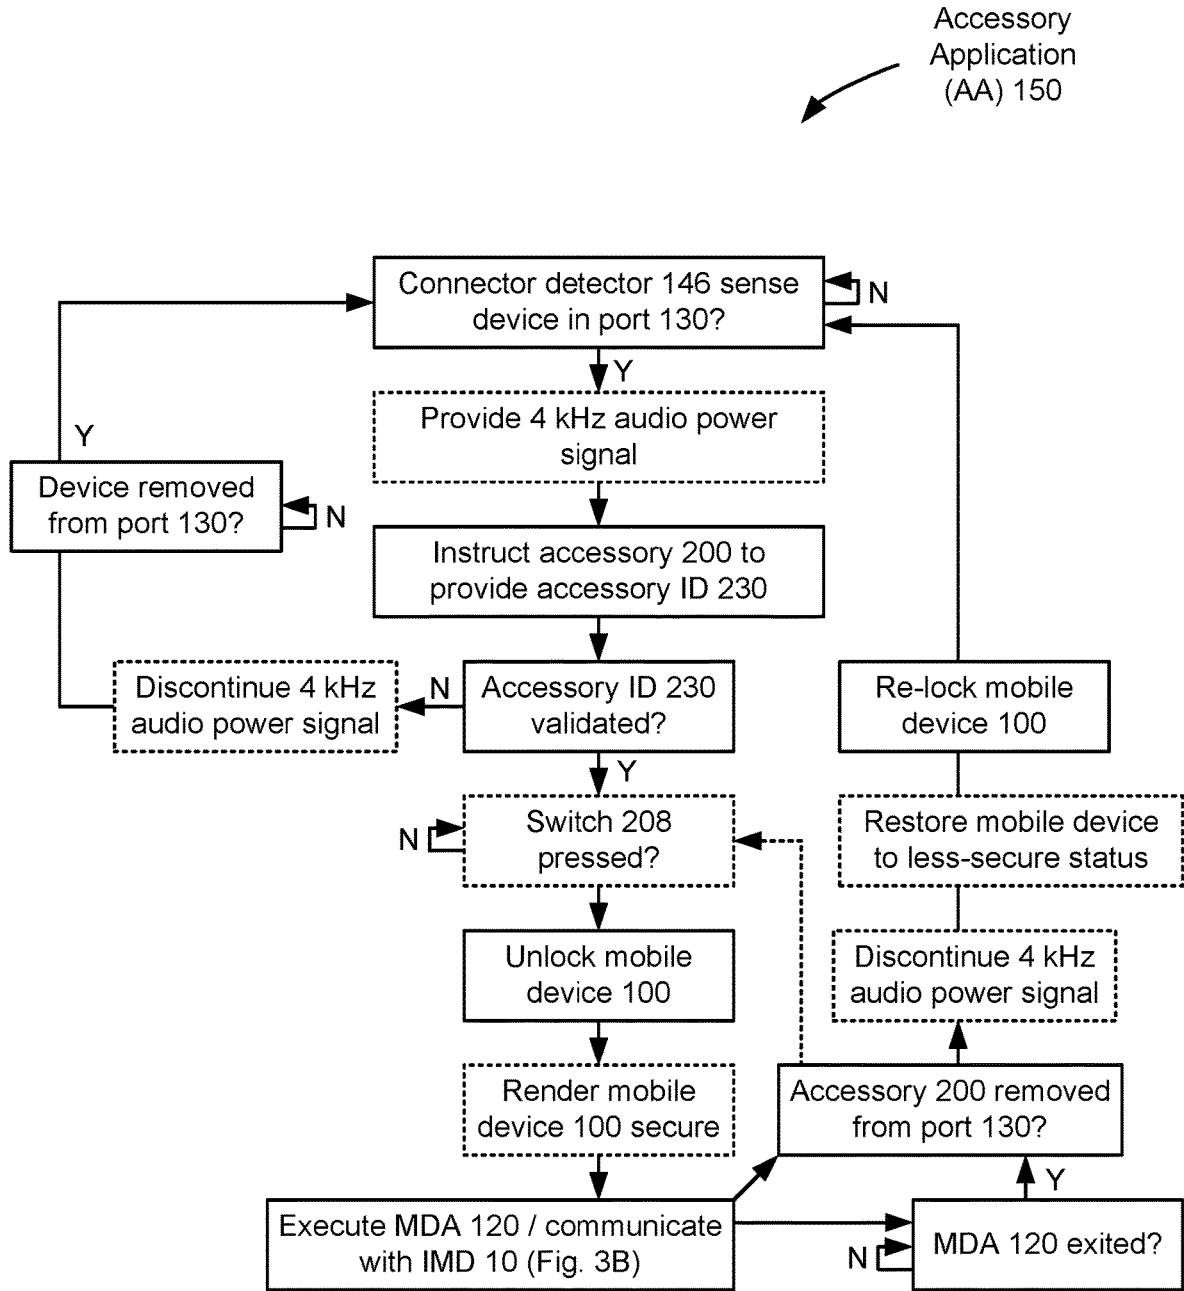 Accessory
Application
(AA) 150
Connector detector 146 sense
device in port 130?
N
Y
Provide 4 kHz audio power
signal
Y
Device removed
from port 130?
N
Instruct accessory 200 to
provide accessory ID 230
Discontinue 4 kHz
audio power signal
N
Accessory ID 230
validated?
Re-lock mobile
device 100
Y
N
Switch 208
pressed?
Restore mobile device
to less-secure status
Unlock mobile
device 100
Discontinue 4 kHz
audio power signal
Render mobile
device 100 secure
Accessory 200 removed
from port 130?
Y
Execute MDA 120 / communicate
with IMD 10 (Fig. 3B)
N
MDA 120 exited?